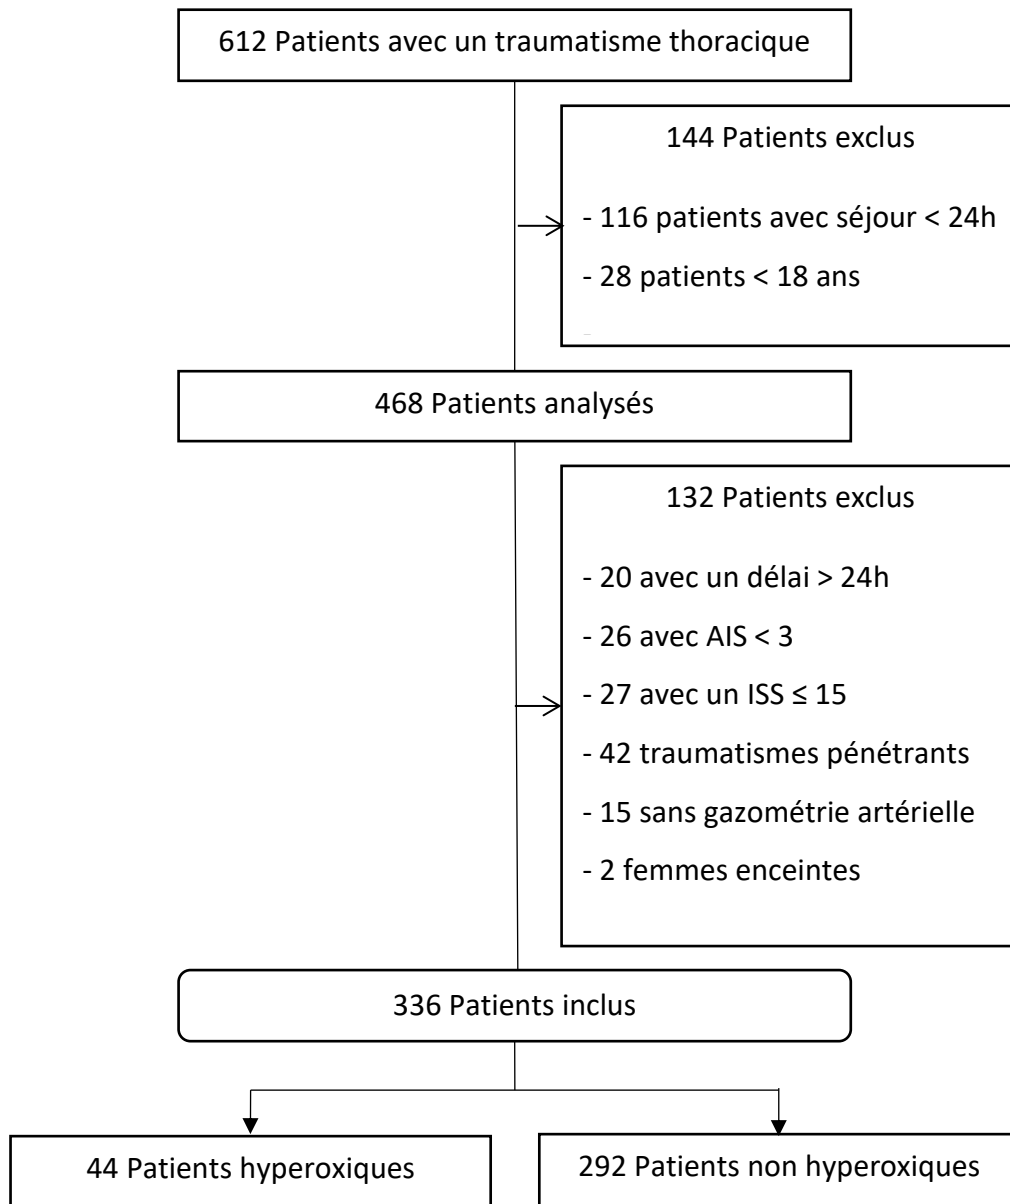 612 Patients avec un traumatisme thoracique
144 Patients exclus
- 116 patients avec séjour < 24h
- 28 patients < 18 ans
468 Patients analysés
132 Patients exclus
- 20 avec un délai > 24h
- 26 avec AIS < 3
- 27 avec un ISS ≤ 15
- 42 traumatismes pénétrants
- 15 sans gazométrie artérielle
- 2 femmes enceintes
336 Patients inclus
44 Patients hyperoxiques
292 Patients non hyperoxiques